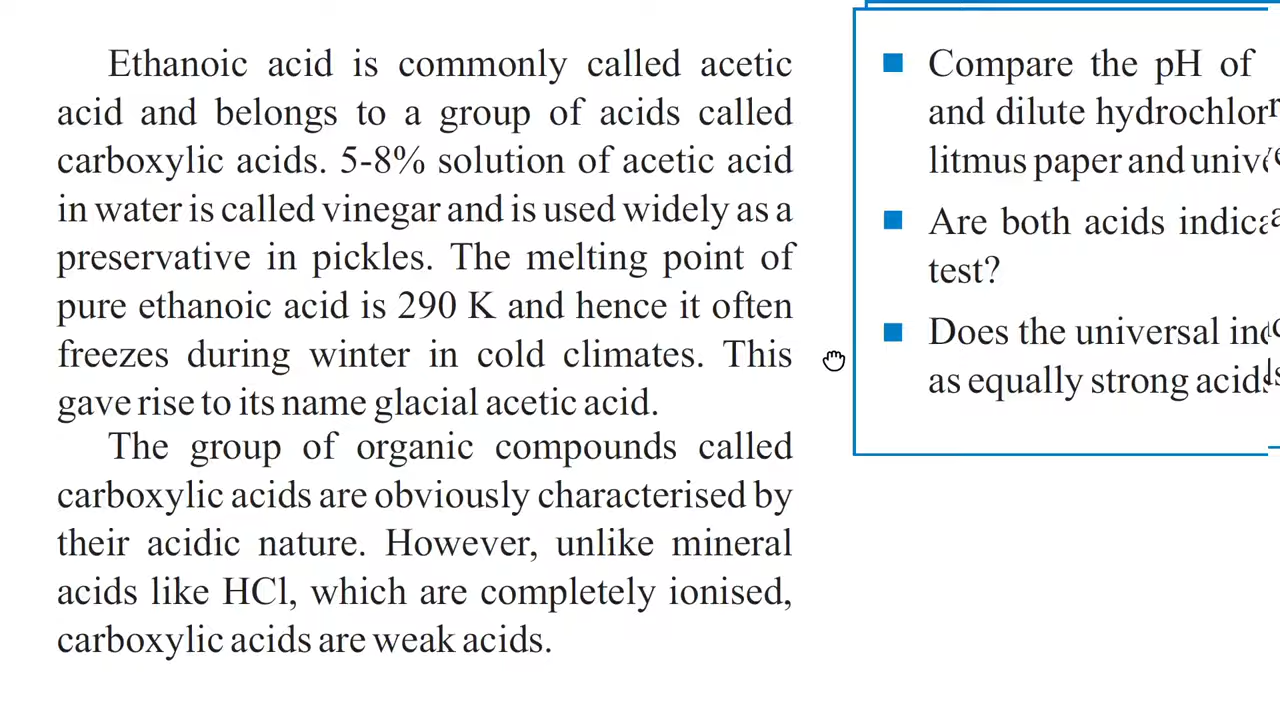 Ethanoic acid is commonly called acetic
acid and belongs to a group of acids called
carboxylic acids. 5-8% solution of acetic acid
in water is called vinegar and is used widely as a
preservative in pickles. The melting point of
pure ethanoic acid is 290 K and hence it often
freezes during winter in cold climates. This
gave rise to its name glacial acetic acid.
The group of organic compounds called
carboxylic acids are obviously characterised by
their acidic nature. However, unlike mineral
acids like HCl, which are completely ionised,
carboxylic acids are weak acids.
Compare the pH of
and dilute
litmus paper and
Are both acids
test?
Does the universal
as equally strong